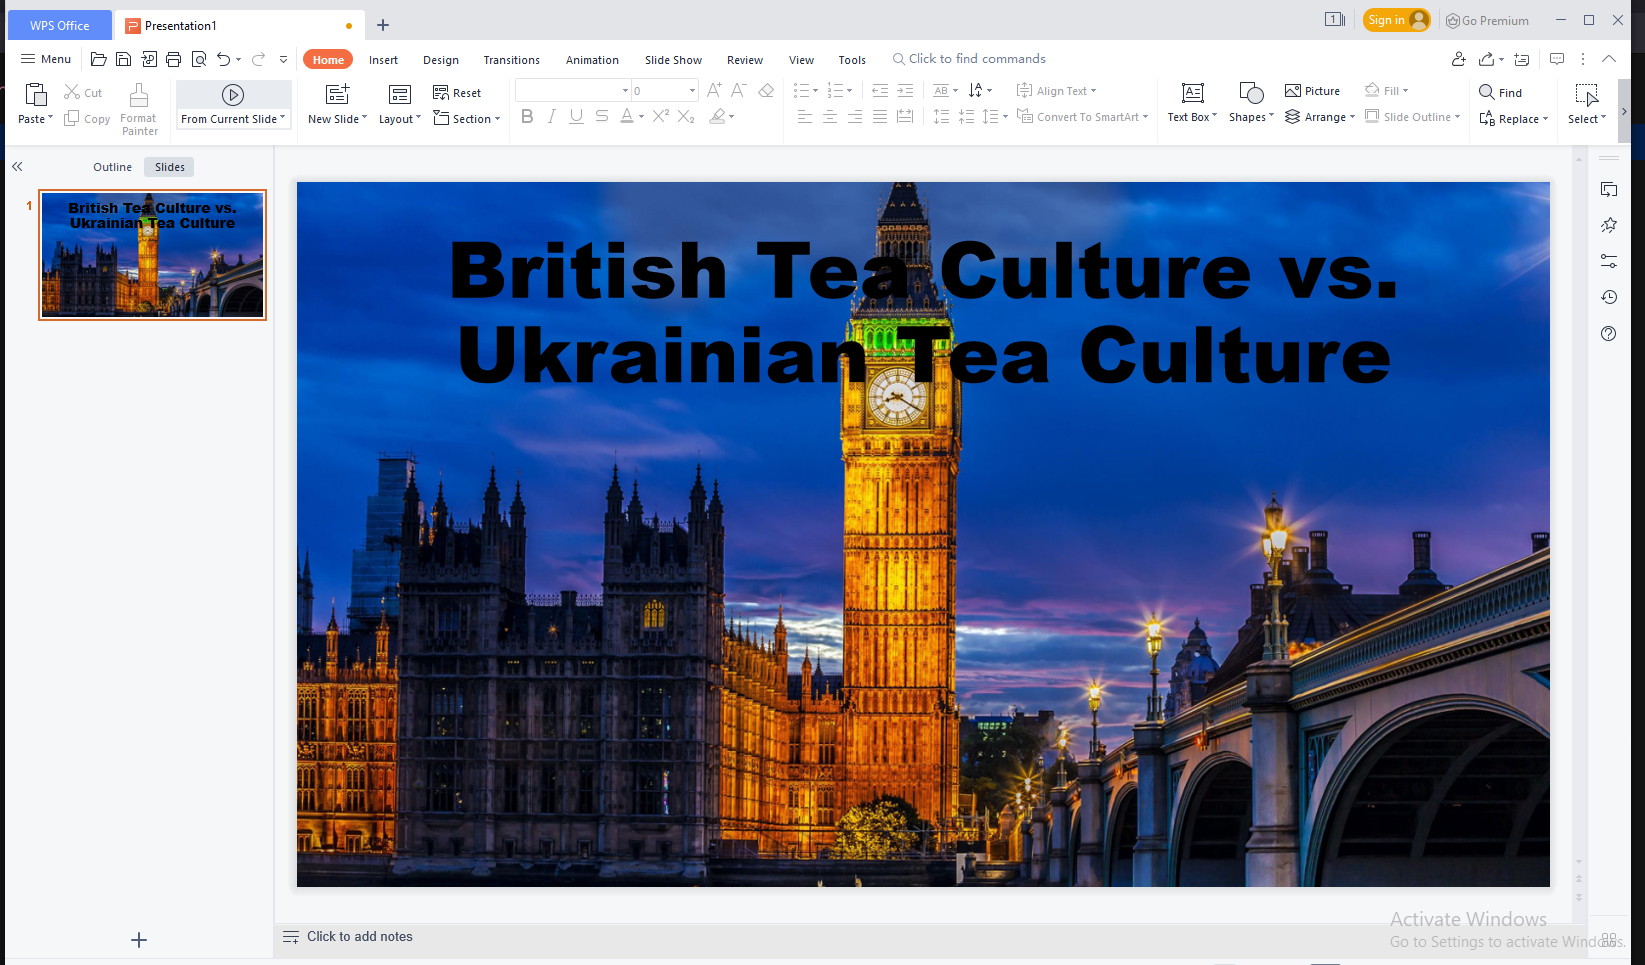 WPS Office
Presentation1
1
Sign in
Go Premium
Menu
Home
Insert
Design
Transitions
Animation
Slide Show
Review
View
Tools
Click to find commands
Paste
Cut
Copy
Format
Painter
From Current Slide
New Slide
Layout
Reset
Section
0
Align Text
Convert To SmartArt
Text Box
Shapes
Picture
Arrange
Fill
Slide Outline
Find
Replace
Select
Outline
Slides
1
British Tea Culture vs.
Ukrainian Tea Culture
British Tea Culture vs.
Ukrainian Tea Culture
Click to add notes
Activate Windows
Go to Settings to activate Windows.